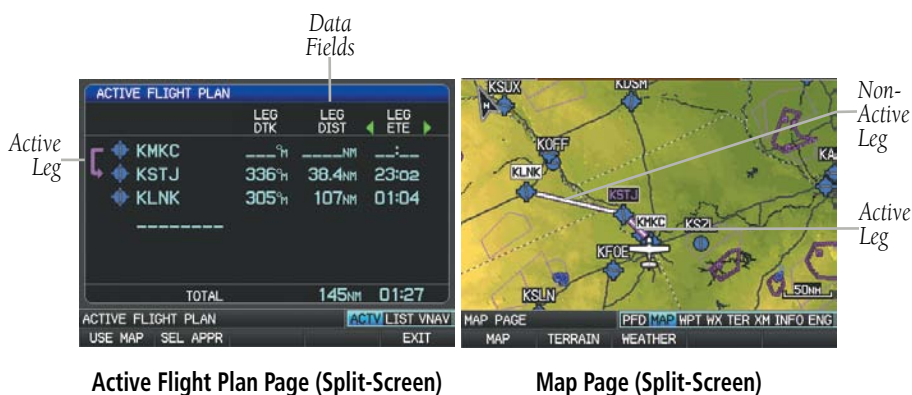 Data
Fields
ACTIVE FLIGHT PLAN
LEG DTK LEG DIST LEG ETE
KMKC ___°M ____NM __:__
KSTJ 336°M 38.4NM 23:02
KLNK 305°M 107NM 01:04
________
TOTAL 145NM 01:27
ACTIVE FLIGHT PLAN ACTV LIST VNAV
USE MAP SEL APPR EXIT
Active
Leg
KSUX
KDSM
N
KOFF
KLNK
KSTJ
KMKC
KSZL
KFOE
KSLN
KA
50NM
MAP PAGE PFD MAP WPT WX TER XM INFO ENG
MAP TERRAIN WEATHER
Non-
Active
Leg
Active
Leg
Active Flight Plan Page (Split-Screen)
Map Page (Split-Screen)